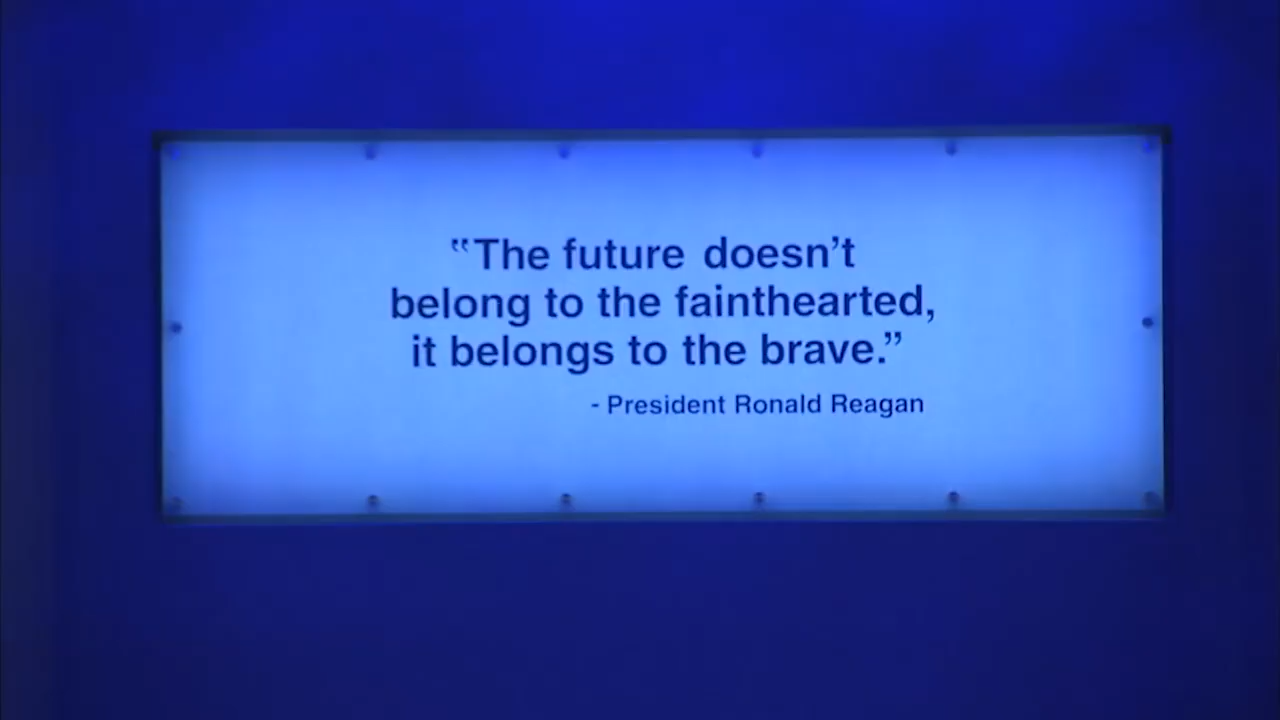 “The future doesn’t
belong to the fainthearted,
it belongs to the brave.”
- President Ronald Reagan